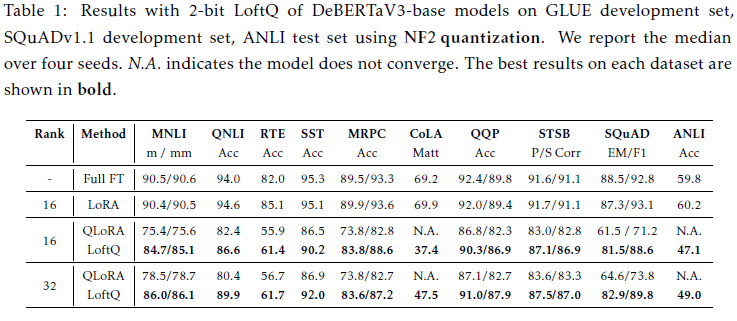 Table 1: Results with 2-bit LoftQ of DeBERTaV3-base models on GLUE development set,
SQuADv1.1 development set, ANLI test set using NF2 quantization. We report the median
over four seeds. N.A. indicates the model does not converge. The best results on each dataset are
shown in bold.
Rank Method MNLI QNLI RTE SST MRPC CoLA QQP STSB SQuAD ANLI
m / mm Acc Acc Acc Acc Matt Acc P/S Corr EM/F1 Acc
- Full FT 90.5/90.6 94.0 82.0 95.3 89.5/93.3 69.2 92.4/89.8 91.6/91.1 88.5/92.8 59.8
16 LoRA 90.4/90.5 94.6 85.1 95.1 89.9/93.6 69.9 92.0/89.4 91.7/91.1 87.3/93.1 60.2
16 QLoRA 75.4/75.6 82.4 55.9 86.5 73.8/82.8 N.A. 86.8/82.3 83.0/82.8 61.5 / 71.2 N.A.
LoftQ 84.7/85.1 86.6 61.4 90.2 83.8/88.6 37.4 90.3/86.9 87.1/86.9 81.5/88.6 47.1
32 QLoRA 78.5/78.7 80.4 56.7 86.9 73.8/82.7 N.A. 87.1/82.7 83.6/83.3 64.6/73.8 N.A.
LoftQ 86.0/86.1 89.9 61.7 92.0 83.6/87.2 47.5 91.0/87.9 87.5/87.0 82.9/89.8 49.0